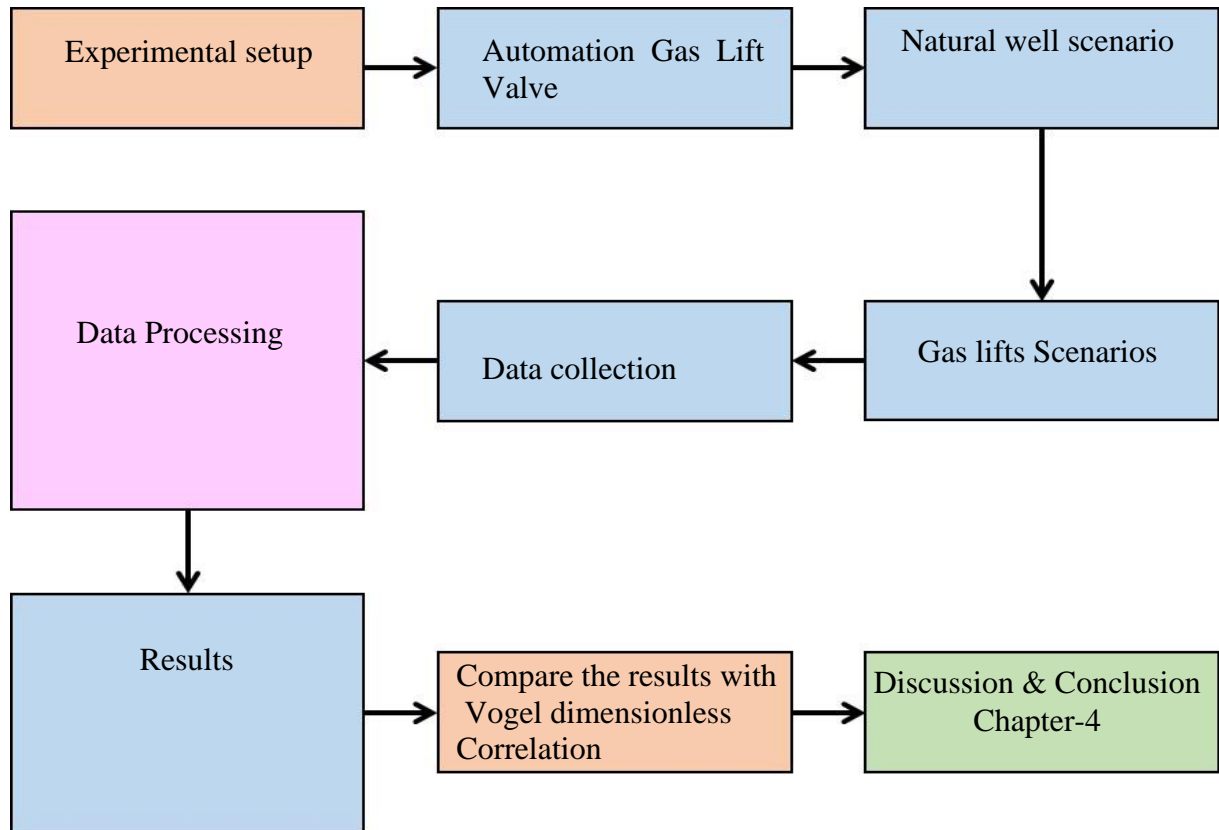 Experimental setup
Automation Gas Lift
Valve
Natural well scenario
Gas lifts Scenarios
Data collection
Data Processing
Results
Compare the results with
Vogel dimensionless
Correlation
Discussion & Conclusion
Chapter-4